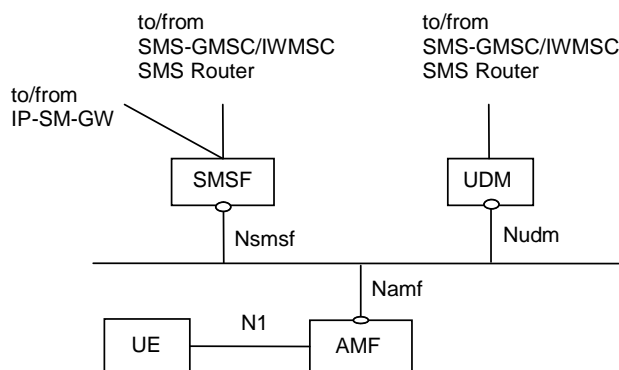 to/from
SMS-GMSC/IWMSC
SMS Router
to/from
SMS-GMSC/IWMSC
SMS Router
to/from
IP-SM-GW
SMSF
UDM
Nsmsf
Nudm
Namf
N1
UE
AMF